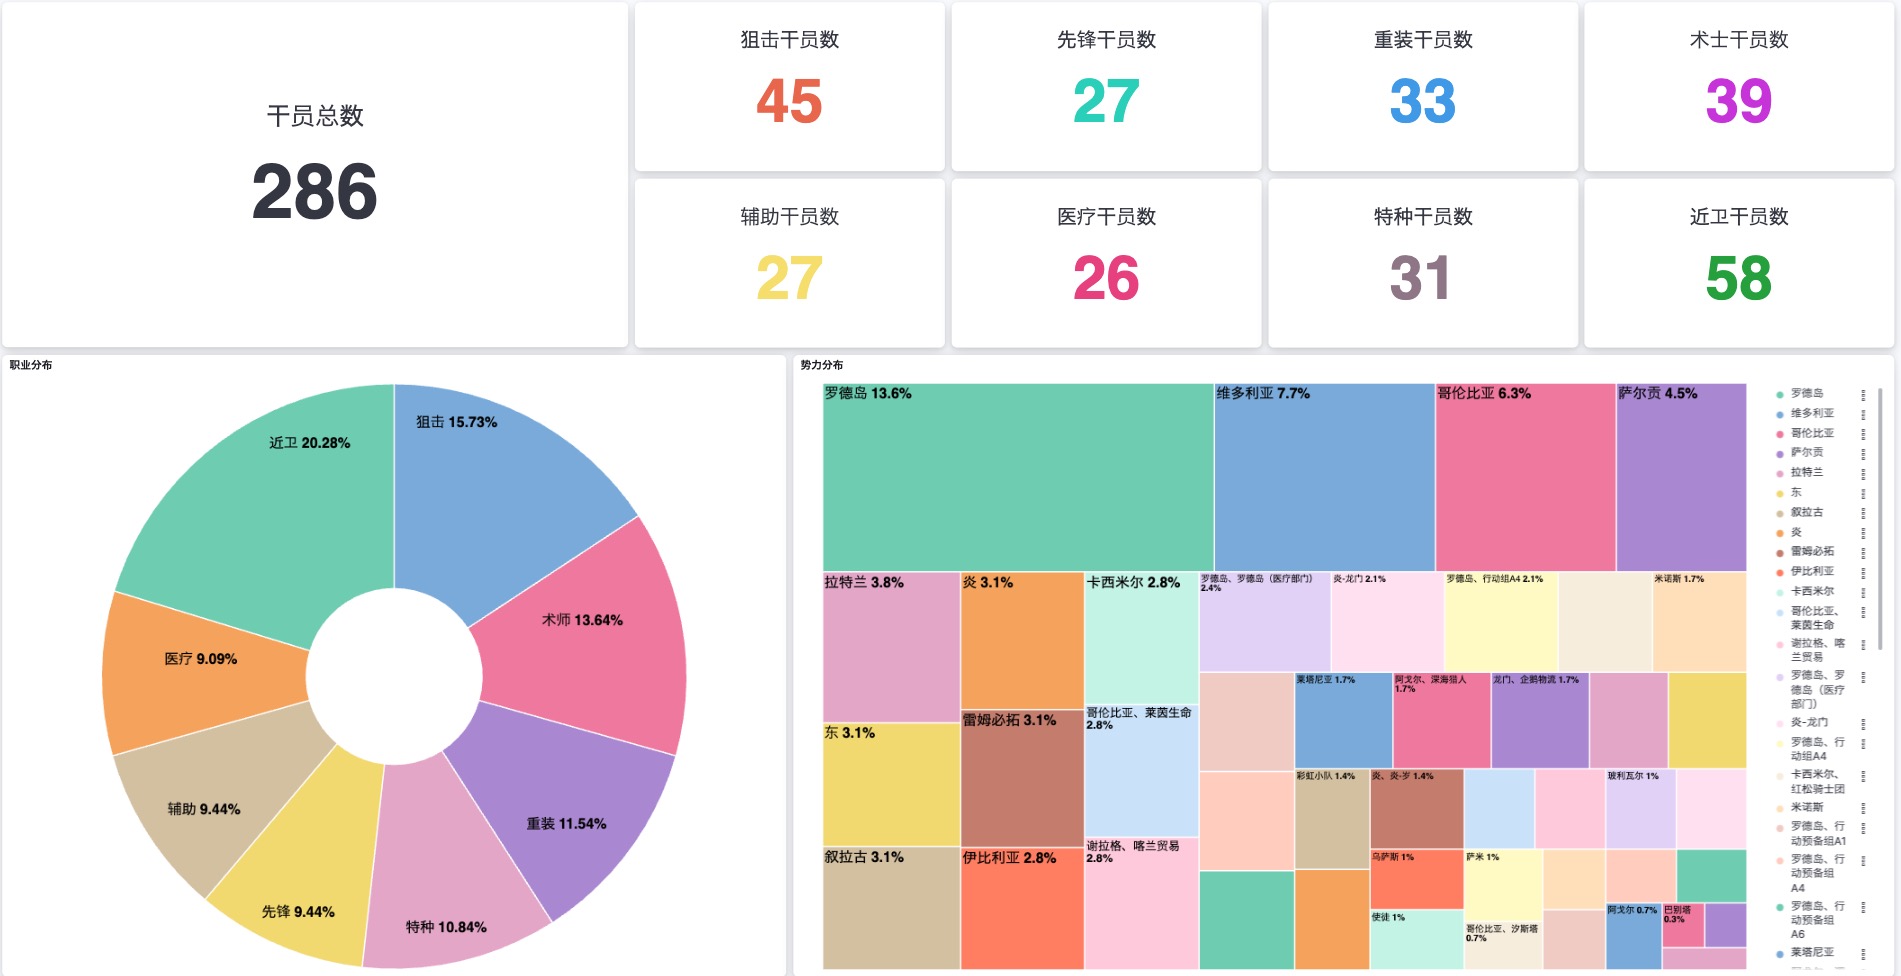 干员总数
286
狙击干员数
45
先锋干员数
27
重装干员数
33
术士干员数
39
辅助干员数
27
医疗干员数
26
特种干员数
31
近卫干员数
58
职业分布
狙击 15.73%
近卫 20.28%
术师 13.64%
医疗 9.09%
辅助 9.44%
重装 11.54%
先锋 9.44%
特种 10.84%
势力分布
罗德岛 13.6%
维多利亚 7.7%
哥伦比亚 6.3%
萨尔贡 4.5%
拉特兰 3.8%
炎 3.1%
卡西米尔 2.8%
罗德岛、罗德岛（医疗部门）
2.4%
炎-龙门 2.1%
罗德岛、行动组A4 2.1%
米诺斯 1.7%
莱塔尼亚 1.7%
阿戈尔、深海猎人
1.7%
龙门、企鹅物流 1.7%
东 3.1%
雷姆必拓 3.1%
哥伦比亚、莱茵生命
2.8%
彩虹小队 1.4%
炎、炎-岁 1.4%
玻利瓦尔 1%
叙拉古 3.1%
伊比利亚 2.8%
谢拉格、喀兰贸易
2.8%
乌萨斯 1%
萨米 1%
使徒 1%
哥伦比亚、汐斯塔
0.7%
阿戈尔 0.7%
巴别塔
0.3%
罗德岛
维多利亚
哥伦比亚
萨尔贡
拉特兰
东
叙拉古
炎
雷姆必拓
伊比利亚
卡西米尔
哥伦比亚、
莱茵生命
谢拉格、喀
兰贸易
罗德岛、罗
德岛（医疗
部门）
炎-龙门
罗德岛、行
动组A4
卡西米尔、
红松骑士团
米诺斯
罗德岛、行
动预备组A1
罗德岛、行
动预备组
A4
罗德岛、行
动预备组
A6
莱塔尼亚